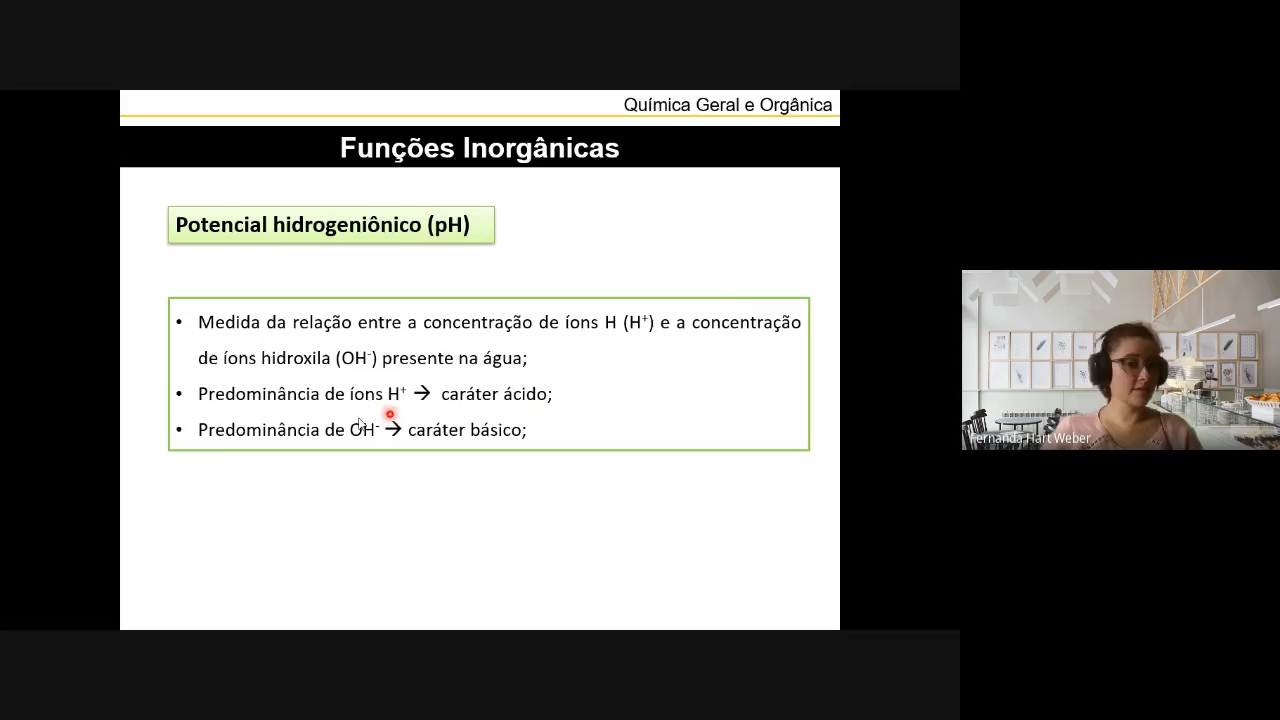 Química Geral e Orgânica
Funções Inorgânicas
Potencial hidrogeniônico (pH)
• Medida da relação entre a concentração de íons H (H⁺) e a concentração
de íons hidroxila (OH⁻) presente na água;
• Predominância de íons H⁺ → caráter ácido;
• Predominância de OH⁻ → caráter básico;
Fernanda Hart Weber